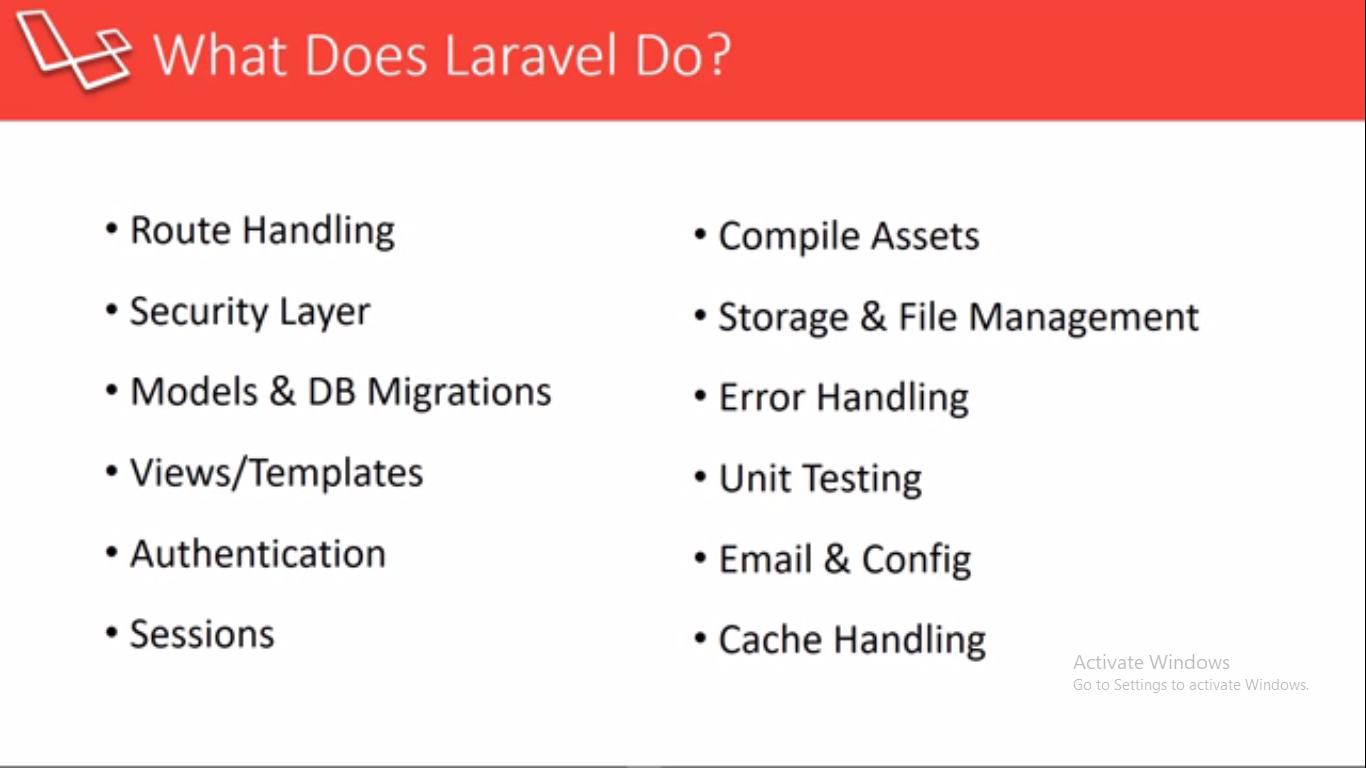 What Does Laravel Do?
• Route Handling
• Security Layer
• Models & DB Migrations
• Views/Templates
• Authentication
• Sessions
• Compile Assets
• Storage & File Management
• Error Handling
• Unit Testing
• Email & Config
• Cache Handling
Activate Windows
Go to Settings to activate Windows.